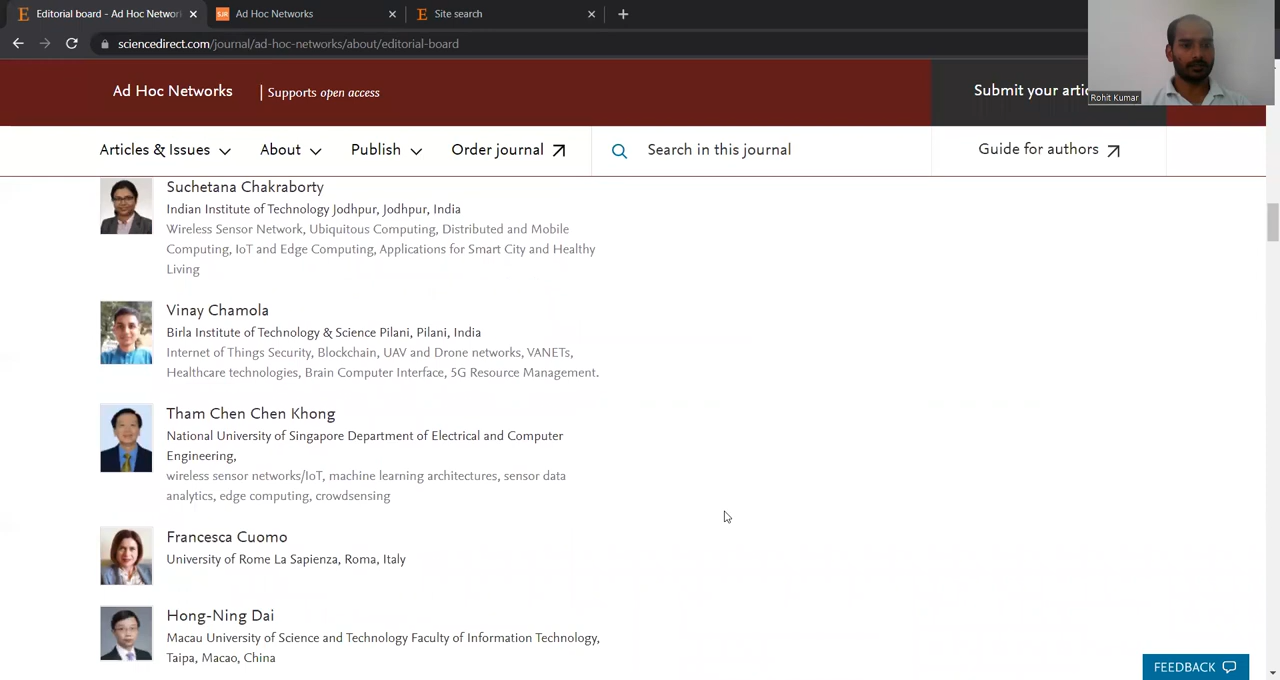 Editorial board - Ad Hoc Networ
Ad Hoc Networks
Site search
sciencedirect.com/journal/ad-hoc-networks/about/editorial-board
Ad Hoc Networks
Supports open access
Submit your artic
Rohit Kumar
Articles & Issues
About
Publish
Order journal
Search in this journal
Guide for authors
Suchetana Chakraborty
Indian Institute of Technology Jodhpur, Jodhpur, India
Wireless Sensor Network, Ubiquitous Computing, Distributed and Mobile
Computing, IoT and Edge Computing, Applications for Smart City and Healthy
Living
Vinay Chamola
Birla Institute of Technology & Science Pilani, Pilani, India
Internet of Things Security, Blockchain, UAV and Drone networks, VANETs,
Healthcare technologies, Brain Computer Interface, 5G Resource Management.
Tham Chen Chen Khong
National University of Singapore Department of Electrical and Computer
Engineering,
wireless sensor networks/IoT, machine learning architectures, sensor data
analytics, edge computing, crowdsensing
Francesca Cuomo
University of Rome La Sapienza, Roma, Italy
Hong-Ning Dai
Macau University of Science and Technology Faculty of Information Technology,
Taipa, Macao, China
FEEDBACK